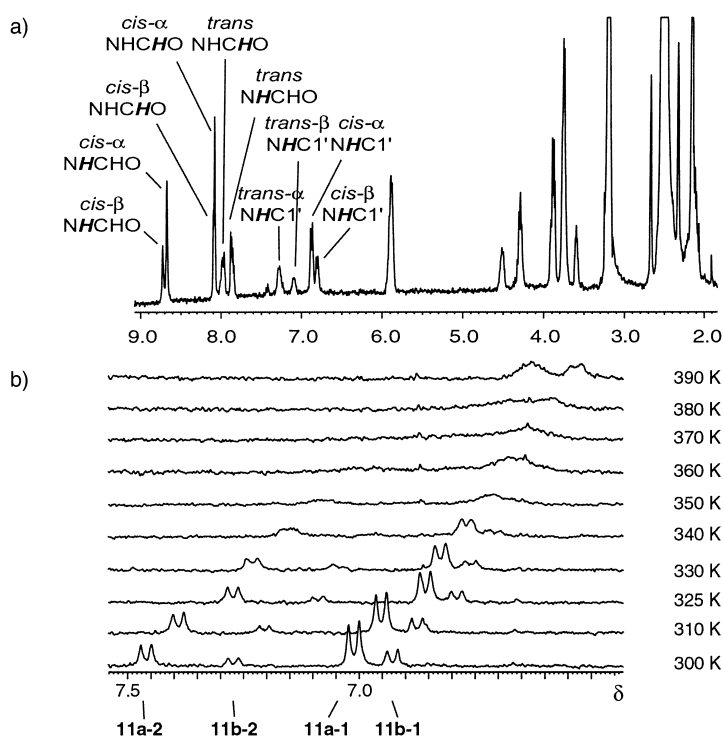 a)
cis-α
NHCHO
trans
NHCHO
trans
NHCHO
cis-β
NHCHO
trans-β
NHC1'
cis-α
NHC1'
cis-α
NHCHO
trans-α
NHC1'
cis-β
NHC1'
cis-β
NHCHO
9.0 8.0 7.0 6.0 5.0 4.0 3.0 2.0
b)
390 K
380 K
370 K
360 K
350 K
340 K
330 K
325 K
310 K
300 K
7.5 7.0 δ
11a-2 11b-2 11a-1 11b-1